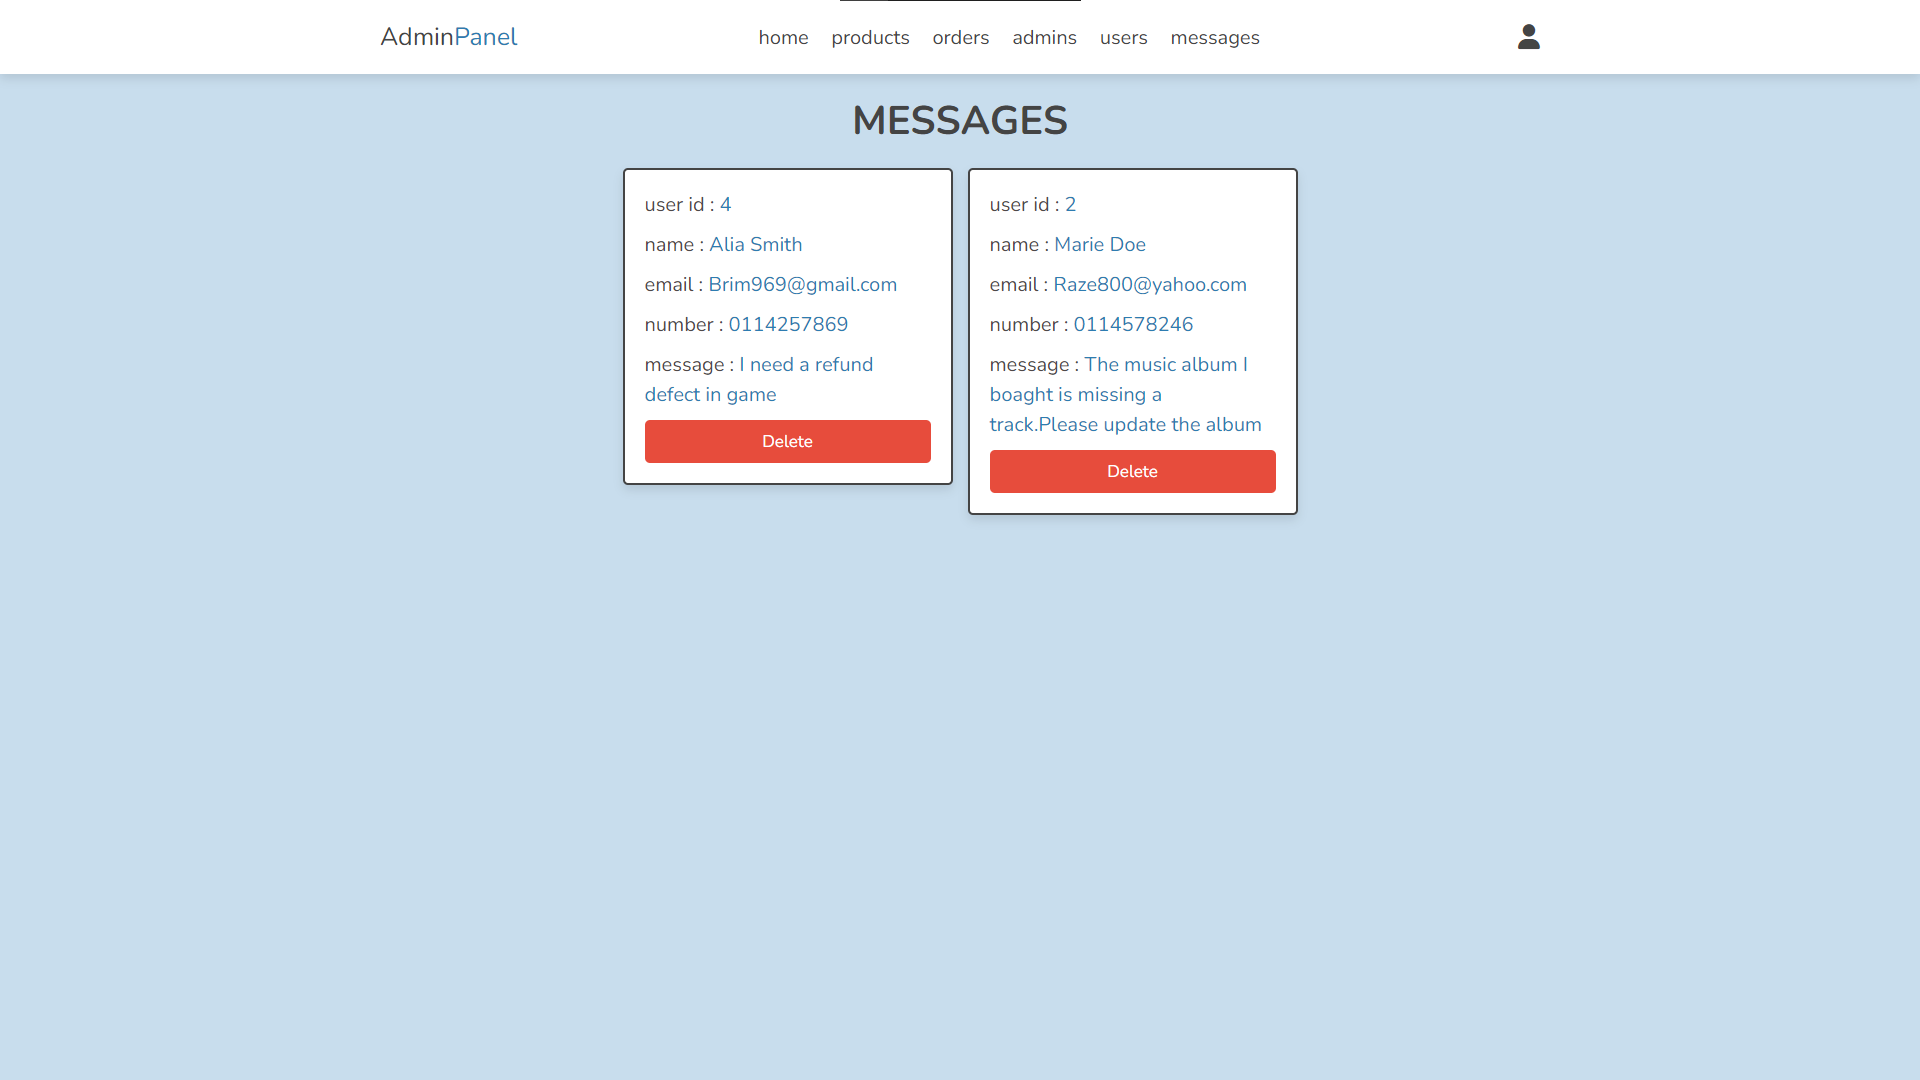 AdminPanel
home products orders admins users messages
MESSAGES
user id : 4
name : Alia Smith
email : Brim969@gmail.com
number : 0114257869
message : I need a refund
defect in game
Delete
user id : 2
name : Marie Doe
email : Raze800@yahoo.com
number : 0114578246
message : The music album I
boaght is missing a
track.Please update the album
Delete